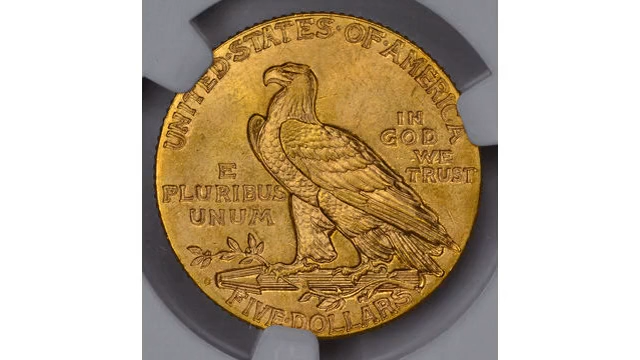 UNITED·STATES·OF·AMERICA
IN
GOD
WE
TRUST
E
PLURIBUS
UNUM
FIVE·DOLLARS